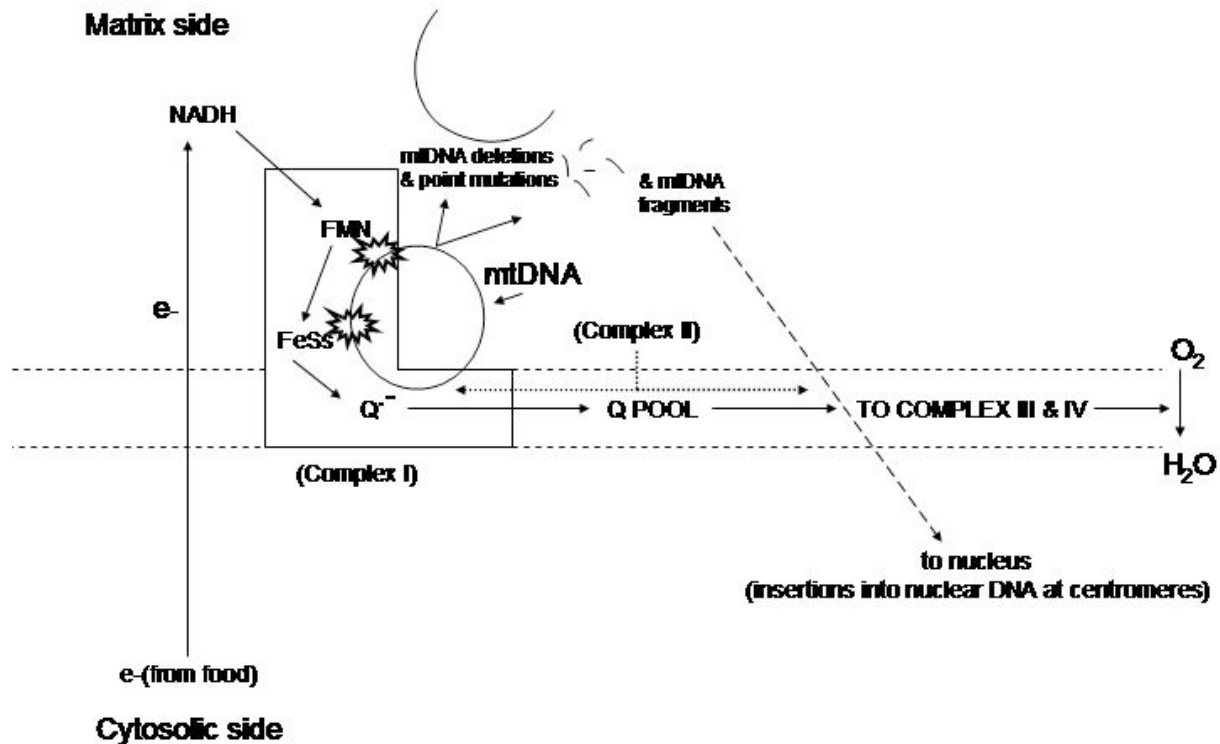 Matrix side
NADH
mtDNA deletions
& point mutations
& mtDNA
fragments
FMN
mtDNA
e-
FeSs
(Complex II)
O₂
Q·⁻
Q POOL
TO COMPLEX III & IV
H₂O
(Complex I)
to nucleus
(insertions into nuclear DNA at centromeres)
e-(from food)
Cytosolic side